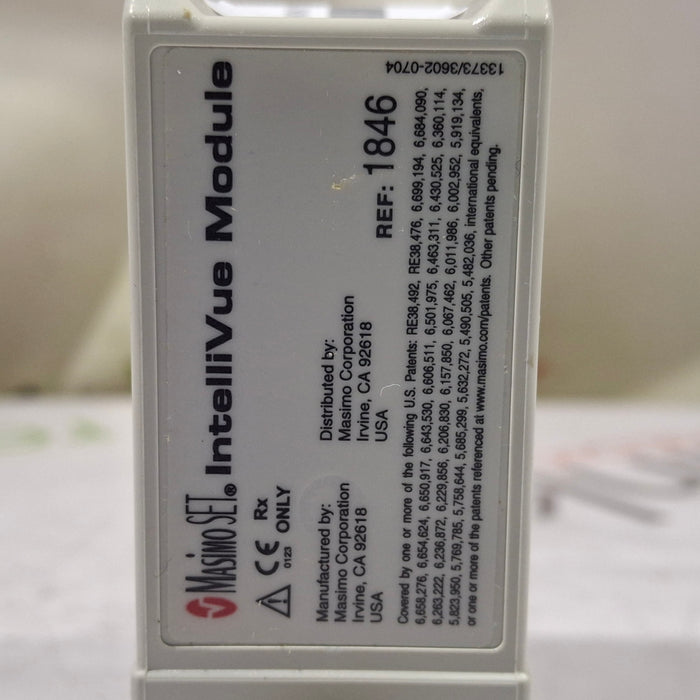 Masimo SET® IntelliVue Module
CE 0123
Rx
ONLY
Manufactured by:
Masimo Corporation
Irvine, CA 92618
USA
Distributed by:
Masimo Corporation
Irvine, CA 92618
USA
REF: 1846
Covered by one or more of the following U.S. Patents: RE38,492, RE38,476, 6,699,194, 6,684,090,
6,658,276, 6,654,624, 6,650,917, 6,643,530, 6,606,511, 6,501,975, 6,463,311, 6,430,525, 6,360,114,
6,263,222, 6,236,872, 6,229,856, 6,206,830, 6,157,850, 6,067,462, 6,011,986, 6,002,952, 5,919,134,
5,823,950, 5,769,785, 5,758,644, 5,685,299, 5,632,272, 5,490,505, 5,482,036, international equivalents,
or one or more of the patents referenced at www.masimo.com/patents. Other patents pending.
13373/3602-0704